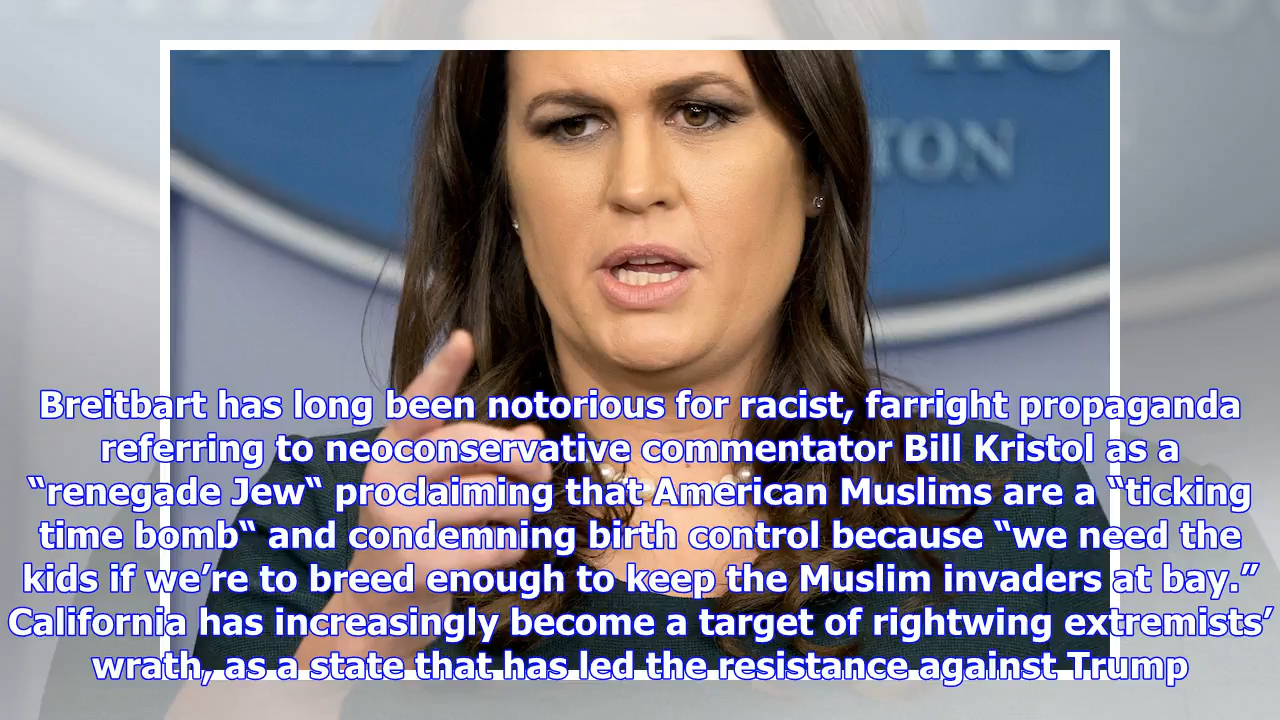 THE
HO
TON
Breitbart has long been notorious for racist, farright propaganda
referring to neoconservative commentator Bill Kristol as a
“renegade Jew“ proclaiming that American Muslims are a “ticking
time bomb“ and condemning birth control because “we need the
kids if we’re to breed enough to keep the Muslim invaders at bay.”
California has increasingly become a target of rightwing extremists’
wrath, as a state that has led the resistance against Trump